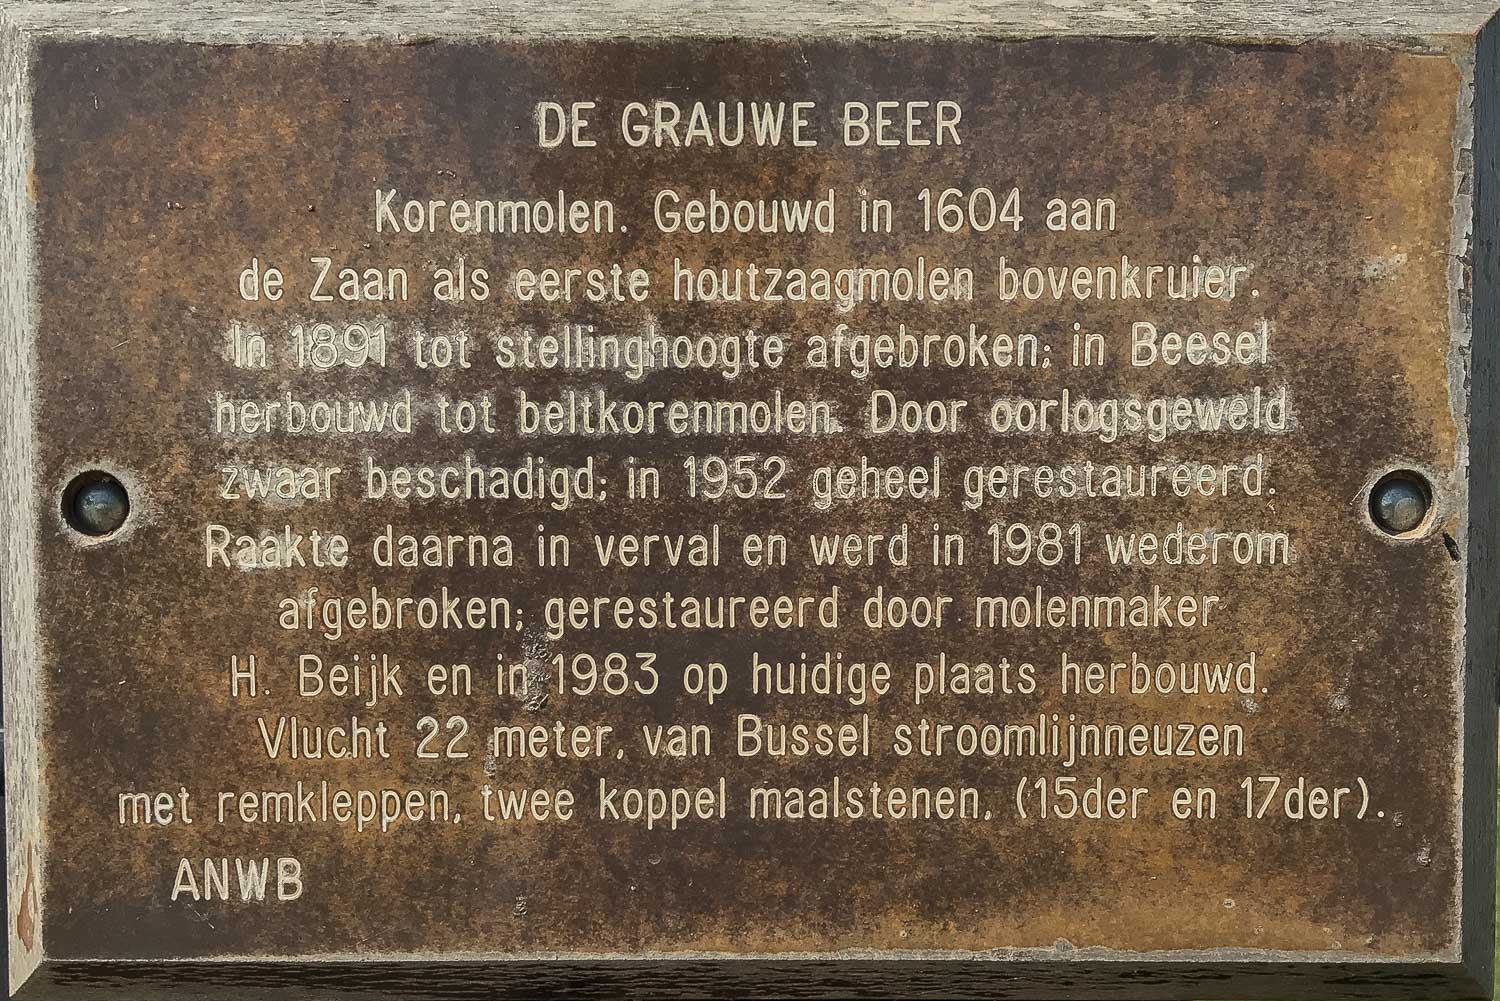 DE GRAUWE BEER
Korenmolen. Gebouwd in 1604 aan
de Zaan als eerste houtzaagmolen bovenkruier.
In 1891 tot stellinghoogte afgebroken; in Beesel
herbouwd tot beltkorenmolen. Door oorlogsgeweld
zwaar beschadigd; in 1952 geheel gerestaureerd.
Raakte daarna in verval en werd in 1981 wederom
afgebroken; gerestaureerd door molenmaker
H. Beijk en in 1983 op huidige plaats herbouwd.
Vlucht 22 meter, van Bussel stroomlijnneuzen
met remkleppen, twee koppel maalstenen, (15der en 17der).
ANWB